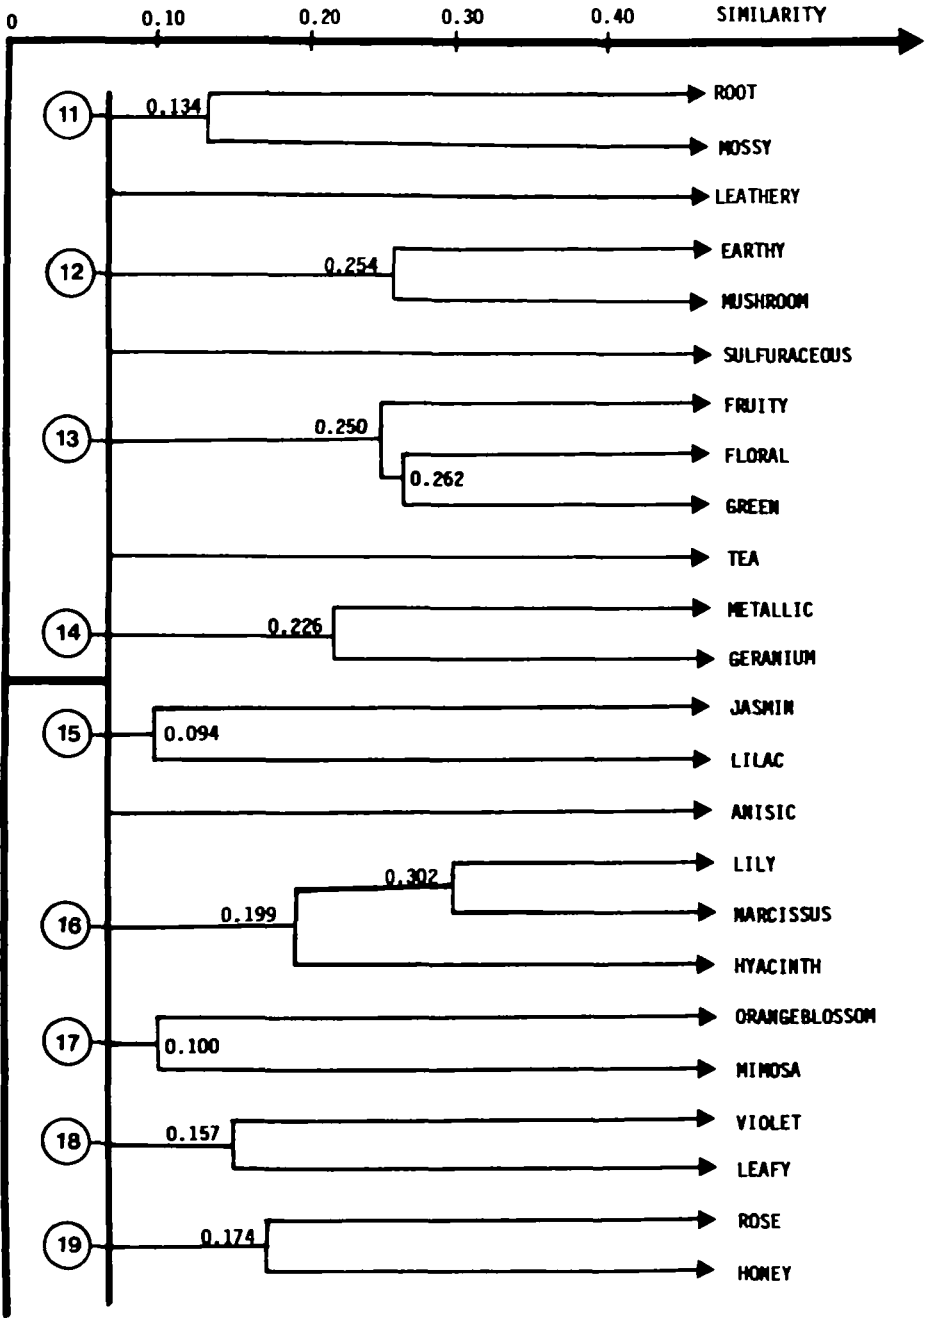 0 0.10 0.20 0.30 0.40 SIMILARITY
11 0.134 ROOT
MOSSY
LEATHERY
12 0.254 EARTHY
MUSHROOM
SULFURACEOUS
13 0.250 FRUITY
FLORAL
0.262
GREEN
TEA
14 0.226 METALLIC
GERANIUM
15 0.094 JASMIN
LILAC
ANISIC
0.302 LILY
16 0.199 NARCISSUS
HYACINTH
17 0.100 ORANGEBLOSSOM
MIMOSA
18 0.157 VIOLET
LEAFY
19 0.174 ROSE
HONEY